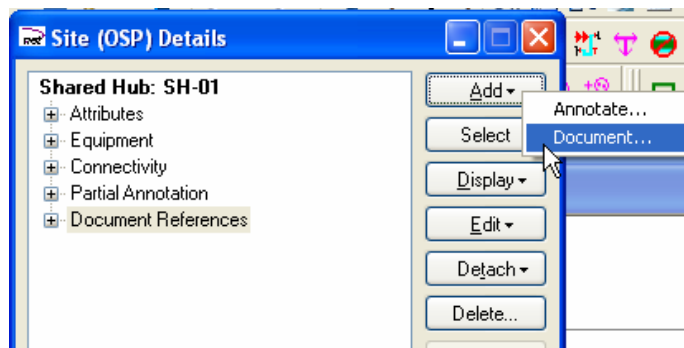 Site (OSP) Details
Shared Hub: SH-01
Attributes
Equipment
Connectivity
Partial Annotation
Document References
Add
Select
Display
Edit
Detach
Delete...
Annotate...
Document...